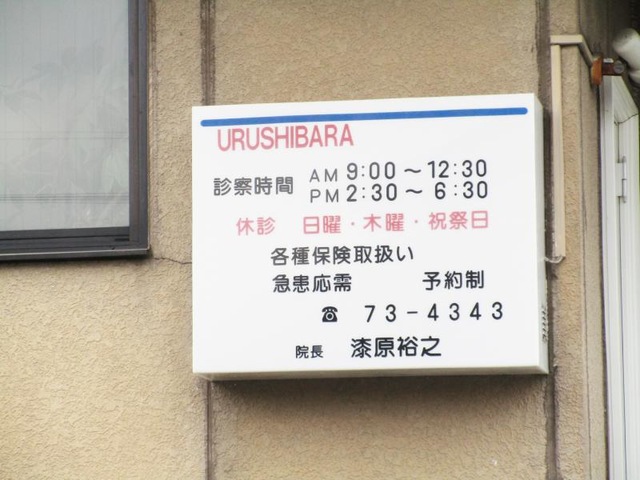 URUSHIBARA
診察時間 AM 9:00～12:30
PM 2:30～6:30
休診 日曜・木曜・祝祭日
各種保険取扱い
急患応需 予約制
☎ 73-4343
院長 漆原裕之